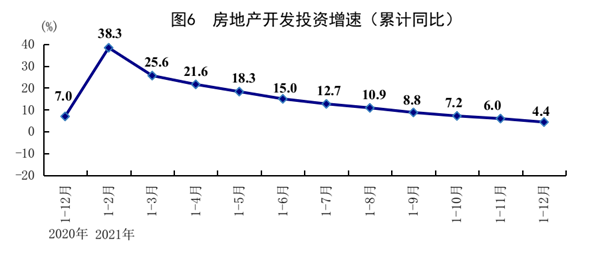 图6 房地产开发投资增速（累计同比）
(%)
40
30
20
10
0
-10
-20
7.0
38.3
25.6
21.6
18.3
15.0
12.7
10.9
8.8
7.2
6.0
4.4
1-12月
1-2月
1-3月
1-4月
1-5月
1-6月
1-7月
1-8月
1-9月
1-10月
1-11月
1-12月
2020年 2021年